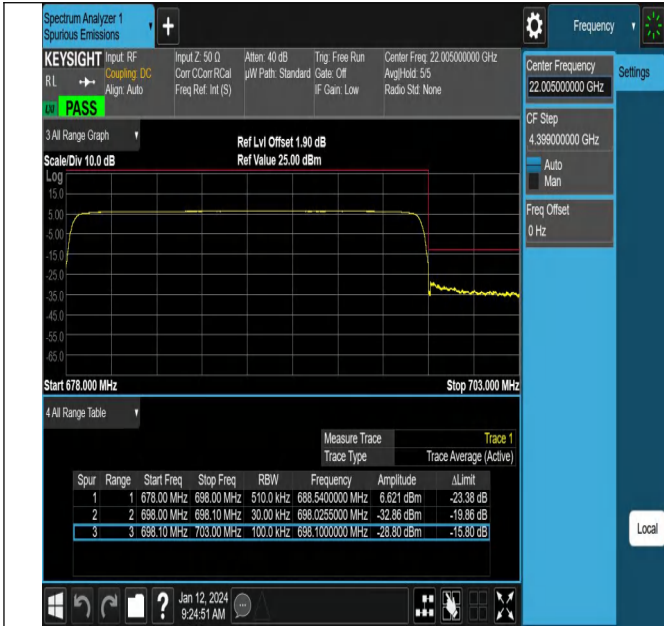 Spectrum Analyzer 1
Spurious Emissions
Frequency
KEYSIGHT Input: RF Input Z: 50 Ω Atten: 40 dB Trig: Free Run Center Freq: 22.005000000 GHz
RL Coupling: DC Corr CCorr RCal µW Path: Standard Gate: Off Avg|Hold: 5/5
Align: Auto Freq Ref: Int (S) IF Gain: Low Radio Std: None
PASS
Center Frequency
22.005000000 GHz
Settings
CF Step
4.399000000 GHz
Auto
Man
Freq Offset
0 Hz
3 All Range Graph
Ref Lvl Offset 1.90 dB
Scale/Div 10.0 dB Ref Value 25.00 dBm
Log
15.0
5.00
-5.00
-15.0
-25.0
-35.0
-45.0
-55.0
-65.0
Start 678.000 MHz Stop 703.000 MHz
4 All Range Table
Measure Trace Trace 1
Trace Type Trace Average (Active)
Spur Range Start Freq Stop Freq RBW Frequency Amplitude ΔLimit
1 1 678.00 MHz 698.00 MHz 510.0 kHz 688.5400000 MHz 6.621 dBm -23.38 dB
2 2 698.00 MHz 698.10 MHz 30.00 kHz 698.0255000 MHz -32.86 dBm -19.86 dB
3 3 698.10 MHz 703.00 MHz 100.0 kHz 698.1000000 MHz -28.80 dBm -15.80 dB
Local
? Jan 12, 2024
9:24:51 AM